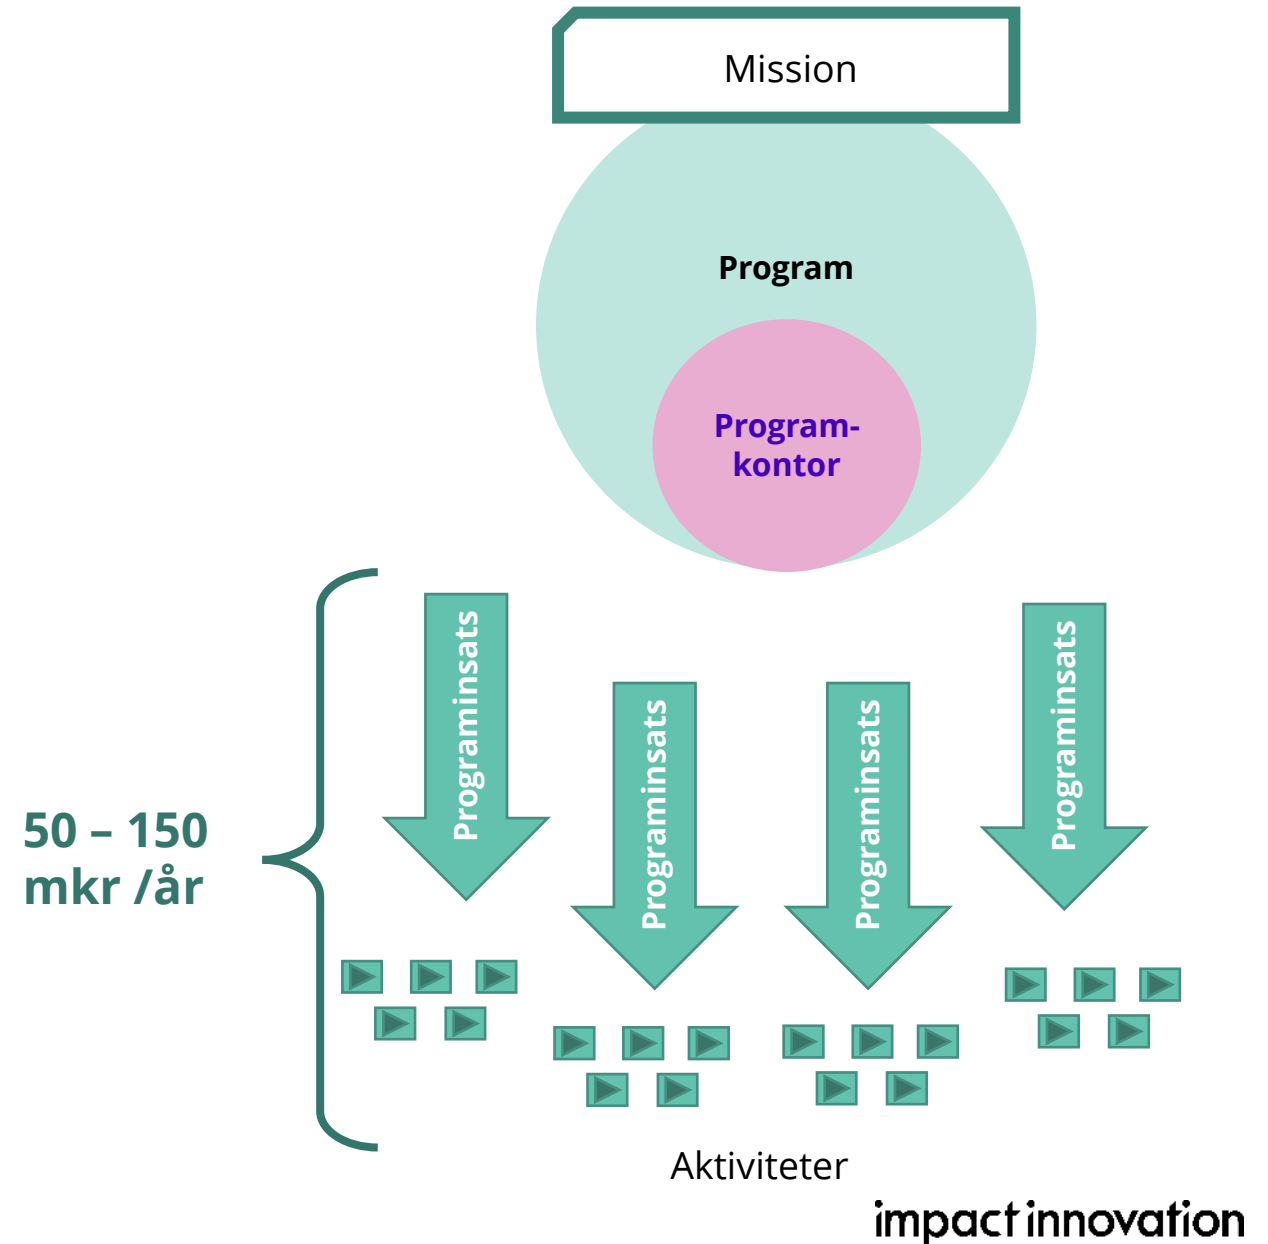 Mission
Program
Program-
kontor
Programinsats
Programinsats
Programinsats
Programinsats
50 – 150
mkr /år
Aktiviteter
impact innovation